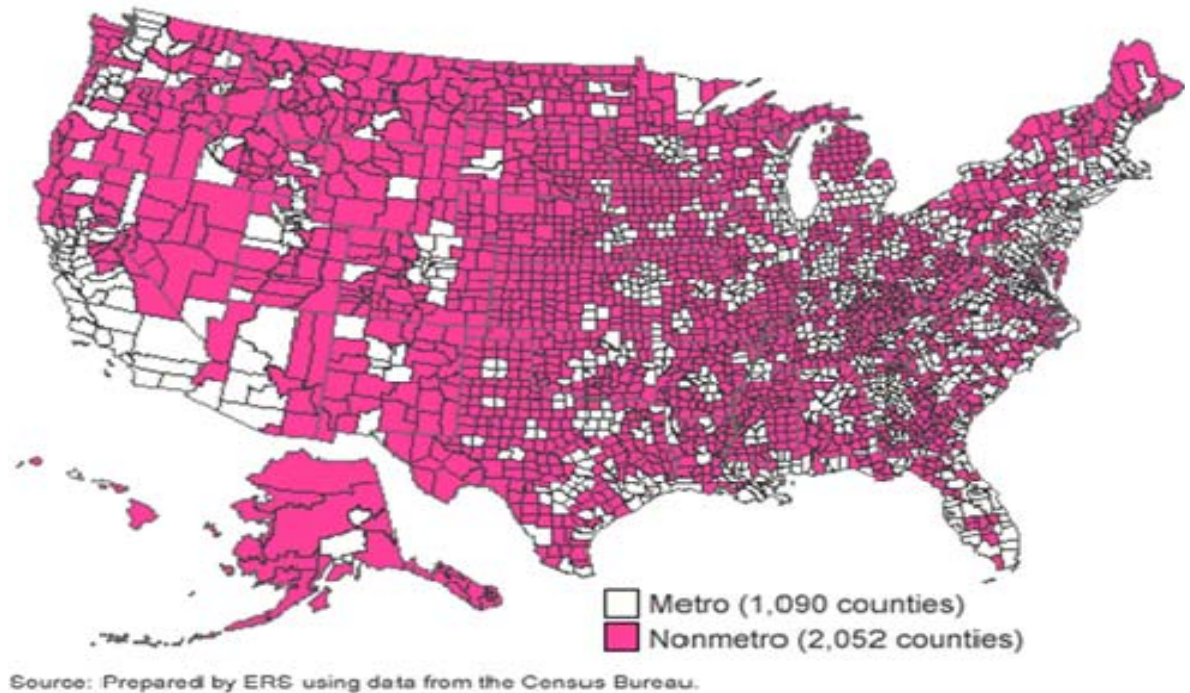 Metro (1,090 counties)
Nonmetro (2,052 counties)
Source: Prepared by ERS using data from the Census Bureau.